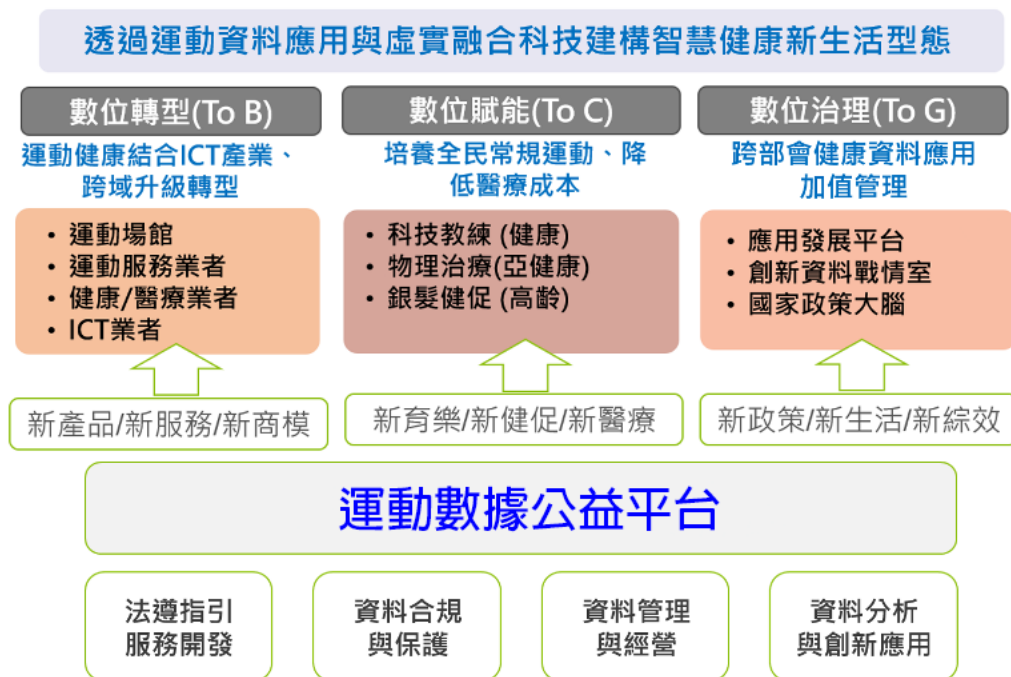 透過運動資料應用與虛實融合科技建構智慧健康新生活型態
數位轉型(To B)
運動健康結合ICT產業、
跨域升級轉型
• 運動場館
• 運動服務業者
• 健康/醫療業者
• ICT業者
新產品/新服務/新商模
數位賦能(To C)
培養全民常規運動、降
低醫療成本
• 科技教練 (健康)
• 物理治療(亞健康)
• 銀髮健促 (高齡)
新育樂/新健促/新醫療
數位治理(To G)
跨部會健康資料應用
加值管理
• 應用發展平台
• 創新資料戰情室
• 國家政策大腦
新政策/新生活/新綜效
運動數據公益平台
法遵指引
服務開發
資料合規
與保護
資料管理
與經營
資料分析
與創新應用